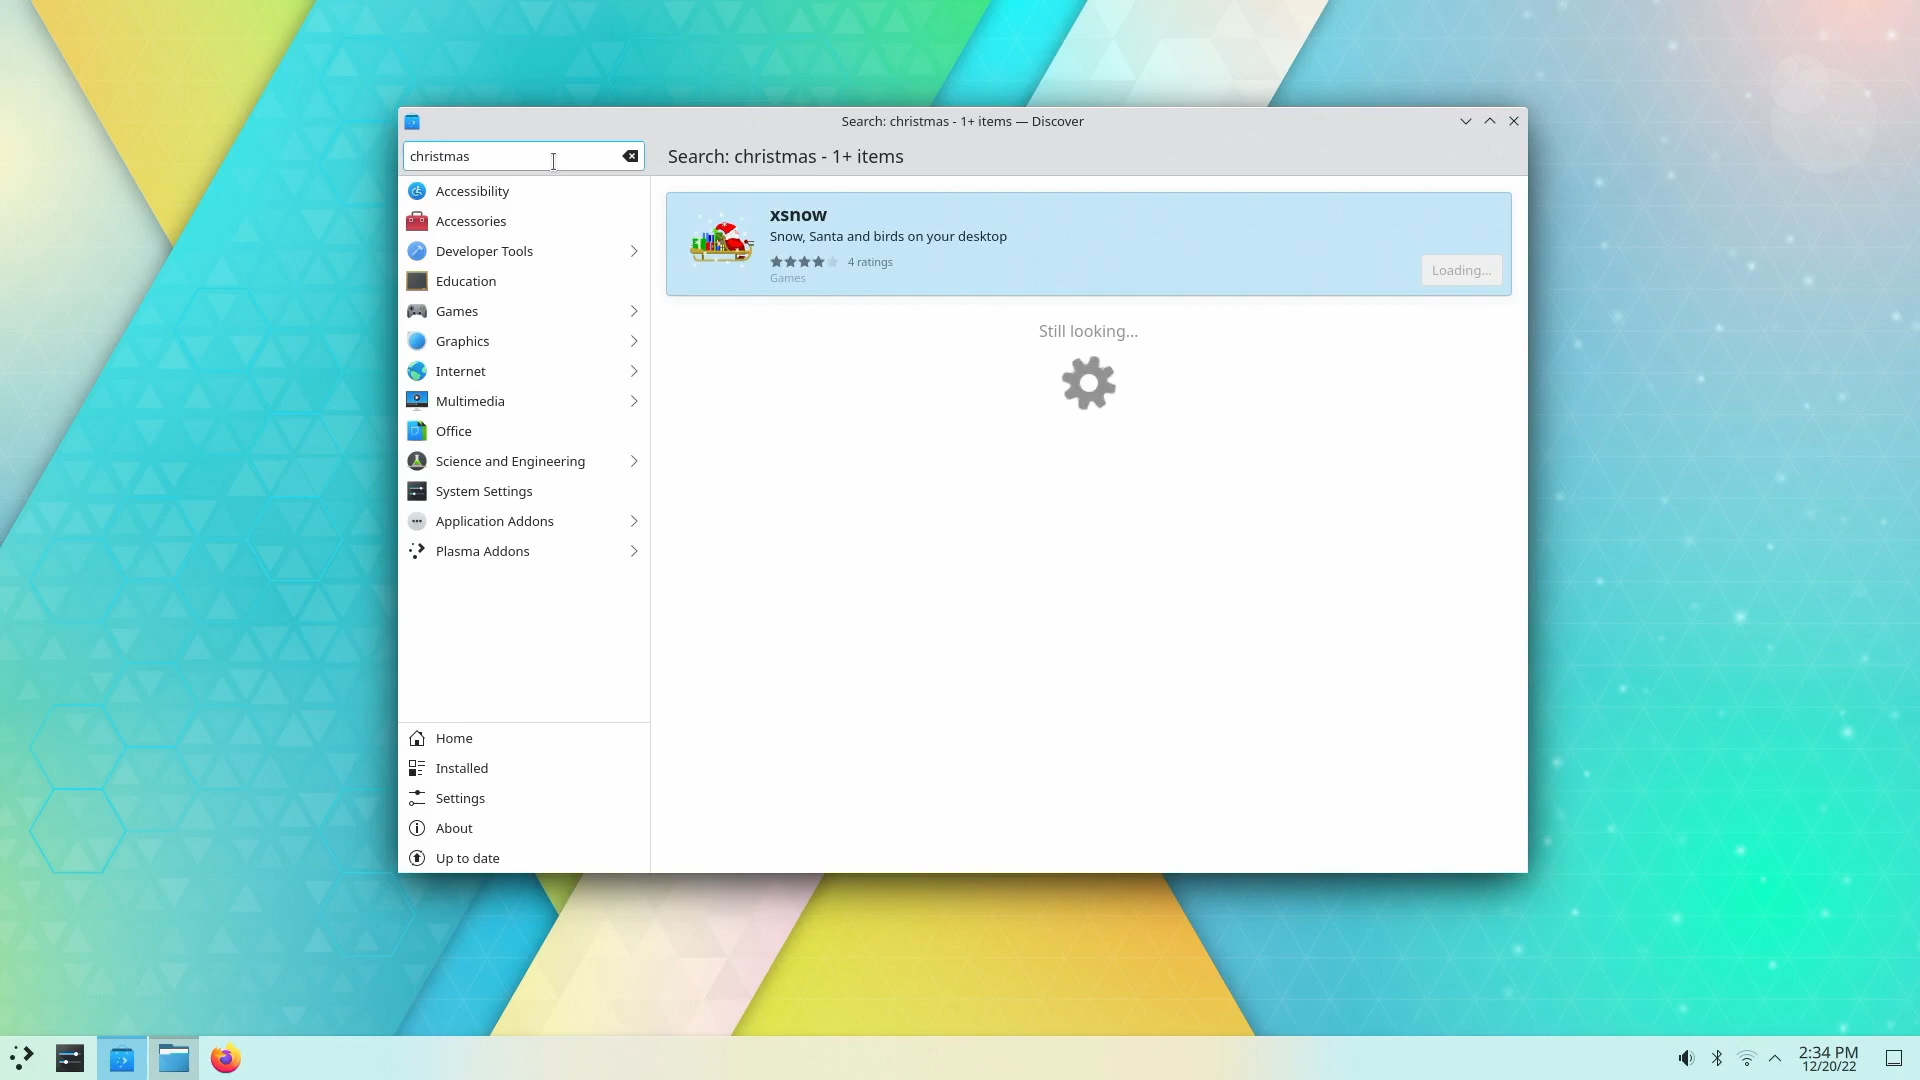 Search: christmas - 1+ items — Discover
christmas
Search: christmas - 1+ items
Accessibility
Accessories
Developer Tools
Education
Games
Graphics
Internet
Multimedia
Office
Science and Engineering
System Settings
Application Addons
Plasma Addons
Home
Installed
Settings
About
Up to date
xsnow
Snow, Santa and birds on your desktop
4 ratings
Games
Loading...
Still looking...
2:34 PM
12/20/22